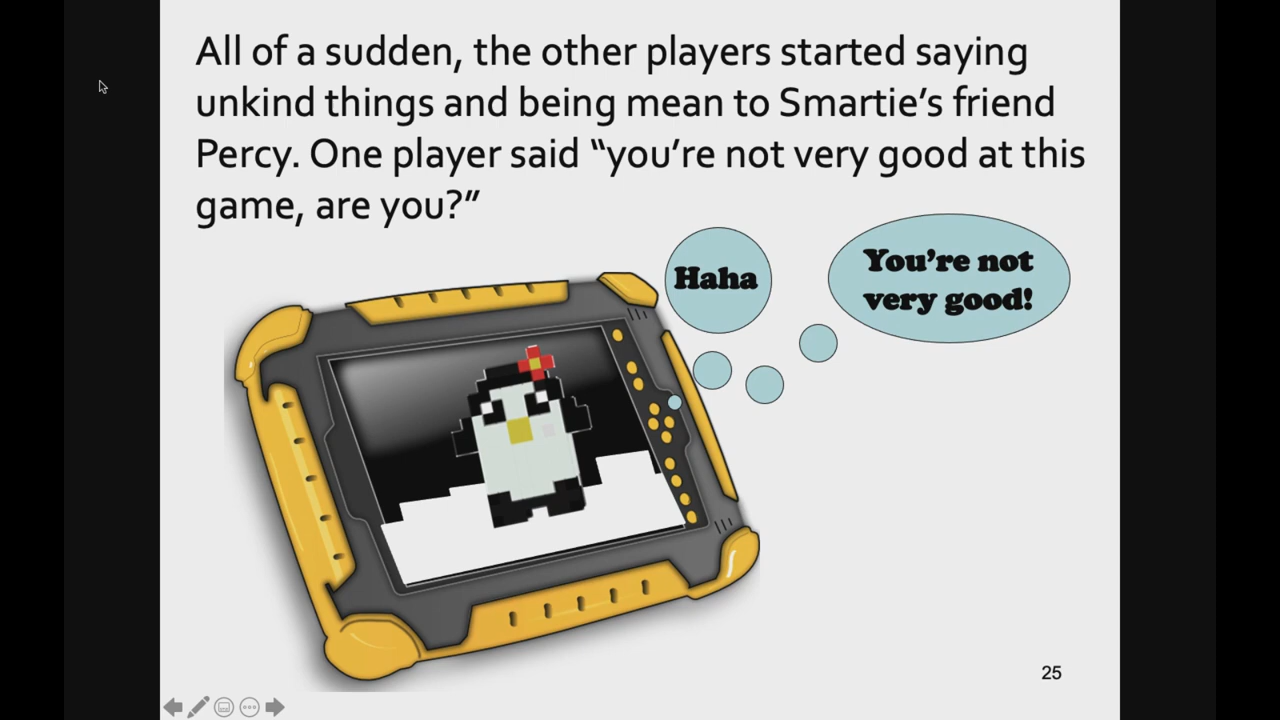 All of a sudden, the other players started saying
unkind things and being mean to Smartie’s friend
Percy. One player said “you’re not very good at this
game, are you?”
Haha
You’re not
very good!
25